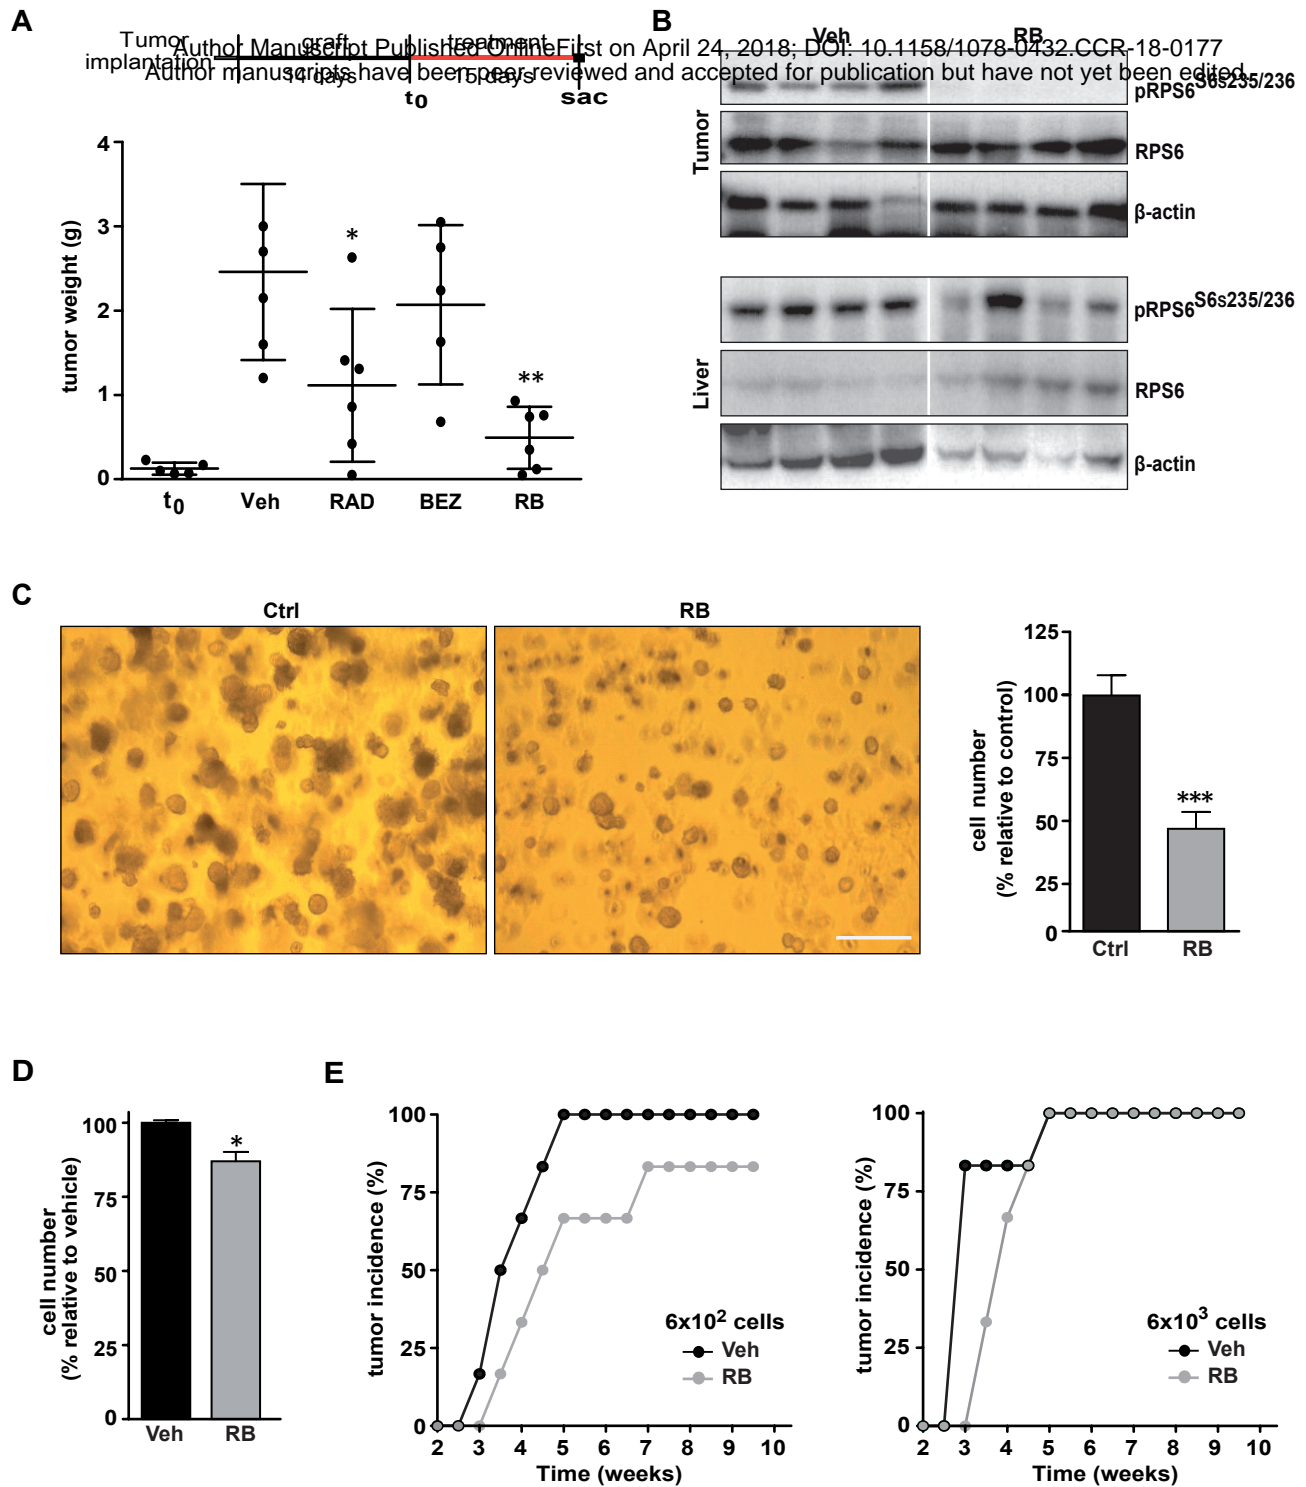 A
Tumor
implantation
graft
14 days
treatment
15 days
t0
sac
Author Manuscript Published OnlineFirst on April 24, 2018; DOI: 10.1158/1078-0432.CCR-18-0177
Author manuscripts have been peer reviewed and accepted for publication but have not yet been edited.
tumor weight (g)
4
3
2
1
0
*
**
t0 Veh RAD BEZ RB
B
Veh RB
Tumor
pRPS6S6s235/236
RPS6
β-actin
Liver
pRPS6S6s235/236
RPS6
β-actin
C
Ctrl RB
cell number
(% relative to control)
125
100
75
50
25
0
***
Ctrl RB
D
cell number
(% relative to vehicle)
100
75
50
25
0
*
Veh RB
E
tumor incidence (%)
100
75
50
25
0
6x10² cells
Veh
RB
2 3 4 5 6 7 8 9 10
Time (weeks)
tumor incidence (%)
100
75
50
25
0
6x10³ cells
Veh
RB
2 3 4 5 6 7 8 9 10
Time (weeks)